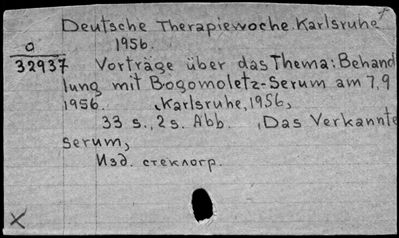 Deutsche Therapiewoche. Karlsruhe
1956.
O
32937
Vorträge über das Thema: Behand
lung mit Bogomoletz-Serum am 7,9
1956. ,Karlsruhe, 1956,
33 s., 2 s. Abb. ,Das Verkannte
serum,
Изд. стеклогр.
X